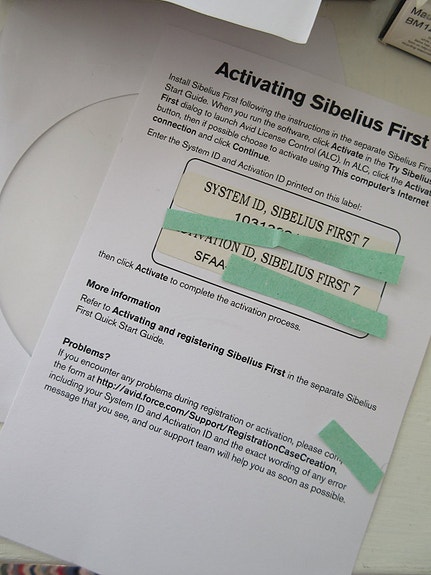 Ma
BM12
Activating Sibelius First
Install Sibelius First following the instructions in the separate Sibelius Firs
Start Guide. When you run the software, click Activate in the Try Sibelius
First dialog to launch Avid License Control (ALC). In ALC, click the Activat
button, then if possible choose to activate using This computer's Internet
connection and click Continue.
Enter the System ID and Activation ID printed on this label:
SYSTEM ID, SIBELIUS FIRST 7
VATION ID, SIBELIUS FIRST 7
SFAA
then click Activate to complete the activation process.
More information
Refer to Activating and registering Sibelius First in the separate Sibelius
First Quick Start Guide.
Problems?
If you encounter any problems during registration or activation, please com
the form at http://avid.force.com/Support/RegistrationCaseCreation,
including your System ID and Activation ID and the exact wording of any error
message that you see, and our support team will help you as soon as possible.